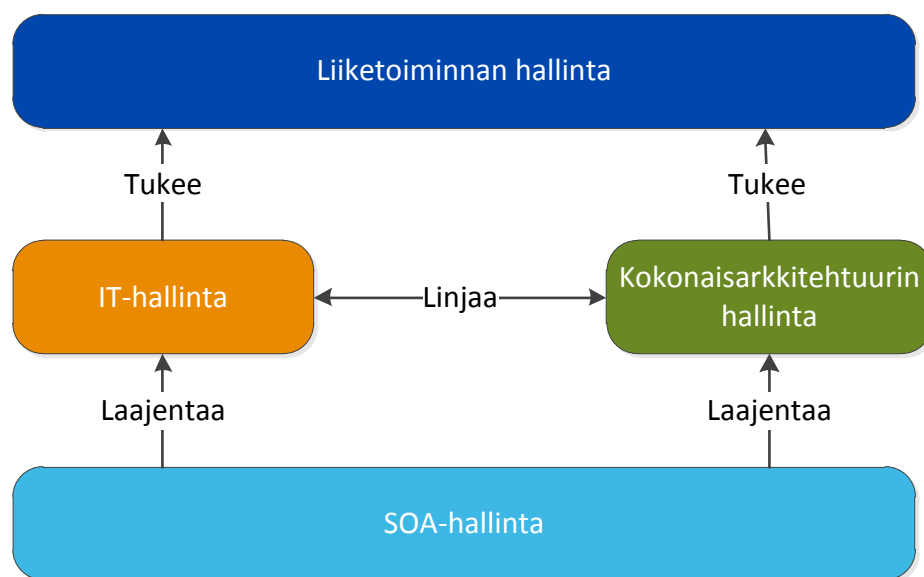 Liiketoiminnan hallinta
Tukee
Tukee
IT-hallinta
Linjaa
Kokonaisarkkitehtuurin
hallinta
Laajentaa
Laajentaa
SOA-hallinta